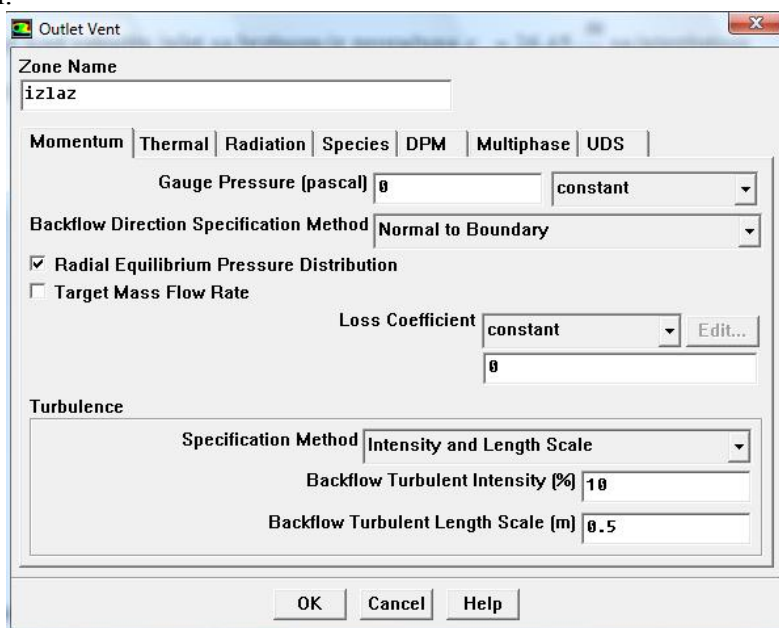 Outlet Vent
Zone Name
izlaz
Momentum Thermal Radiation Species DPM Multiphase UDS
Gauge Pressure (pascal) 0 constant
Backflow Direction Specification Method Normal to Boundary
Radial Equilibrium Pressure Distribution
Target Mass Flow Rate
Loss Coefficient constant Edit...
0
Turbulence
Specification Method Intensity and Length Scale
Backflow Turbulent Intensity (%) 10
Backflow Turbulent Length Scale (m) 0.5
OK Cancel Help